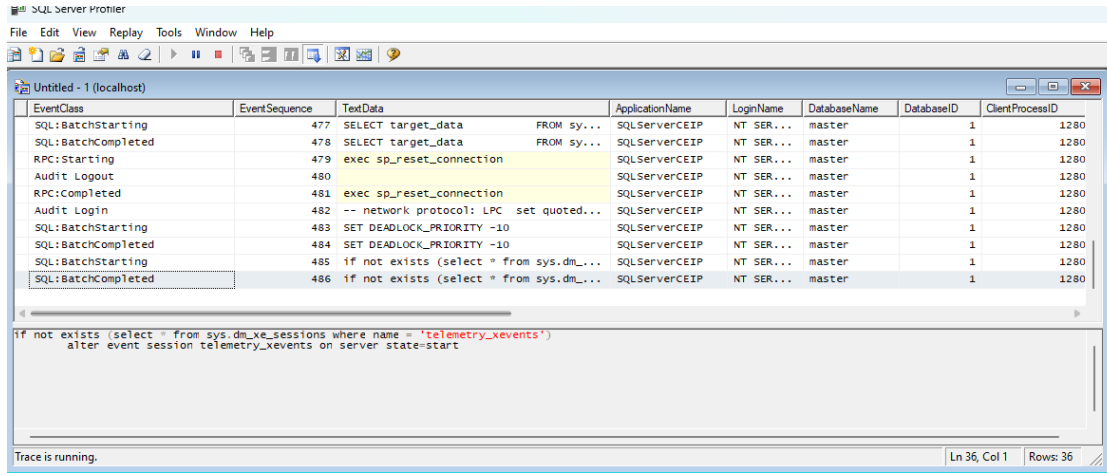 SQL Server Profiler
File Edit View Replay Tools Window Help
Untitled - 1 (localhost)
EventClass EventSequence TextData ApplicationName LoginName DatabaseName DatabaseID ClientProcessID
SQL:BatchStarting 477 SELECT target_data FROM sy... SQLServerCEIP NT SER... master 1 1280
SQL:BatchCompleted 478 SELECT target_data FROM sy... SQLServerCEIP NT SER... master 1 1280
RPC:Starting 479 exec sp_reset_connection SQLServerCEIP NT SER... master 1 1280
Audit Logout 480 SQLServerCEIP NT SER... master 1 1280
RPC:Completed 481 exec sp_reset_connection SQLServerCEIP NT SER... master 1 1280
Audit Login 482 -- network protocol: LPC set quoted... SQLServerCEIP NT SER... master 1 1280
SQL:BatchStarting 483 SET DEADLOCK_PRIORITY -10 SQLServerCEIP NT SER... master 1 1280
SQL:BatchCompleted 484 SET DEADLOCK_PRIORITY -10 SQLServerCEIP NT SER... master 1 1280
SQL:BatchStarting 485 if not exists (select * from sys.dm_... SQLServerCEIP NT SER... master 1 1280
SQL:BatchCompleted 486 if not exists (select * from sys.dm_... SQLServerCEIP NT SER... master 1 1280
if not exists (select * from sys.dm_xe_sessions where name = 'telemetry_xevents')
alter event session telemetry_xevents on server state=start
Trace is running. Ln 36, Col 1 Rows: 36